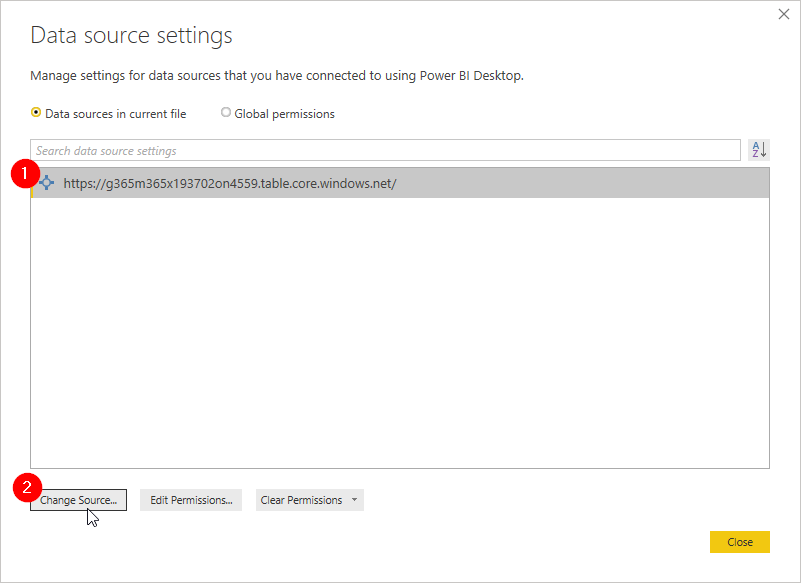 Data source settings
Manage settings for data sources that you have connected to using Power BI Desktop.
Data sources in current file Global permissions
Search data source settings
AZ
1
https://g365m365x193702on4559.table.core.windows.net/
2
Change Source... Edit Permissions... Clear Permissions
Close